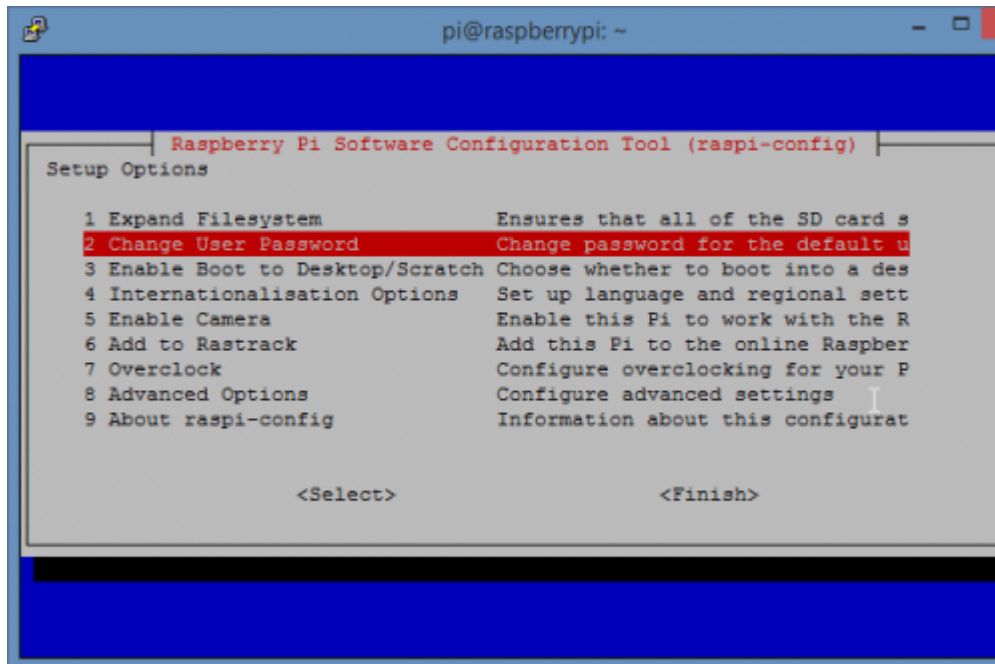 pi@raspberrypi: ~
Raspberry Pi Software Configuration Tool (raspi-config)
Setup Options
1 Expand Filesystem Ensures that all of the SD card s
2 Change User Password Change password for the default u
3 Enable Boot to Desktop/Scratch Choose whether to boot into a des
4 Internationalisation Options Set up language and regional sett
5 Enable Camera Enable this Pi to work with the R
6 Add to Rastrack Add this Pi to the online Raspber
7 Overclock Configure overclocking for your P
8 Advanced Options Configure advanced settings
9 About raspi-config Information about this configurat
<Select> <Finish>